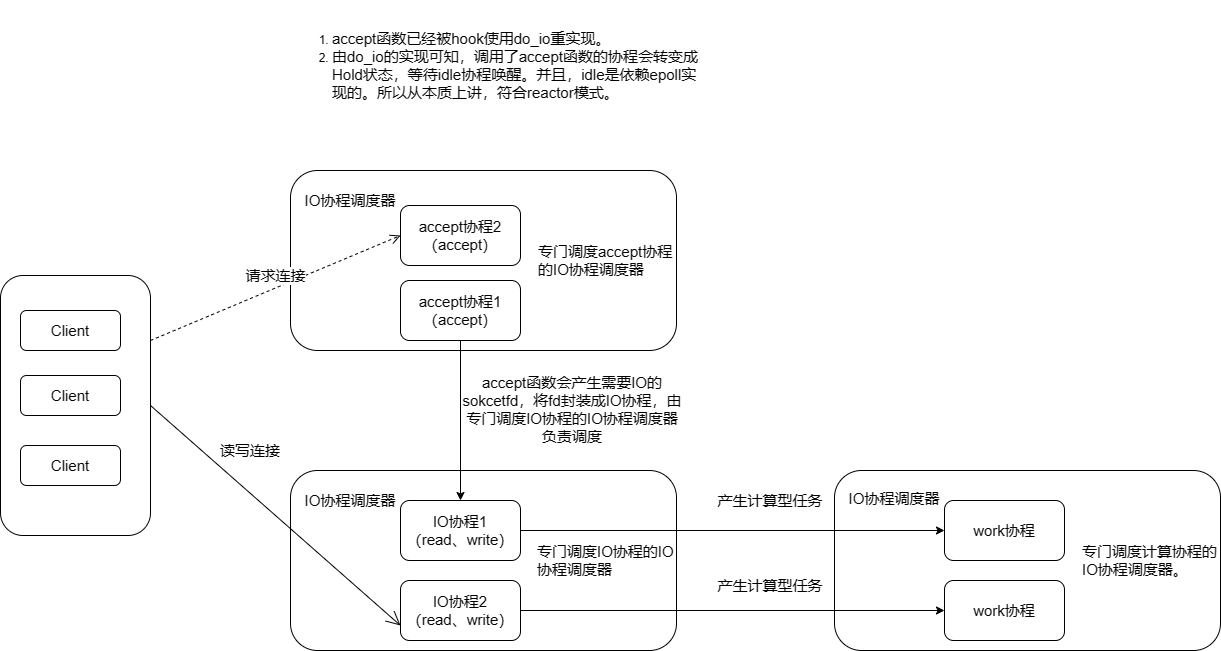 1. accept函数已经被hook使用do_io重实现。
2. 由do_io的实现可知，调用了accept函数的协程会转变成
Hold状态，等待idle协程唤醒。并且，idle是依赖epoll实
现的。所以从本质上讲，符合reactor模式。
IO协程调度器
accept协程2
（accept）
专门调度accept协程
的IO协程调度器
请求连接
accept协程1
（accept）
Client
Client
Client
accept函数会产生需要IO的
sokcetfd，将fd封装成IO协程，由
专门调度IO协程的IO协程调度器
负责调度
读写连接
IO协程调度器
IO协程1
（read、write）
专门调度IO协程的IO
协程调度器
IO协程2
（read、write）
产生计算型任务
产生计算型任务
IO协程调度器
work协程
专门调度计算协程的
IO协程调度器。
work协程